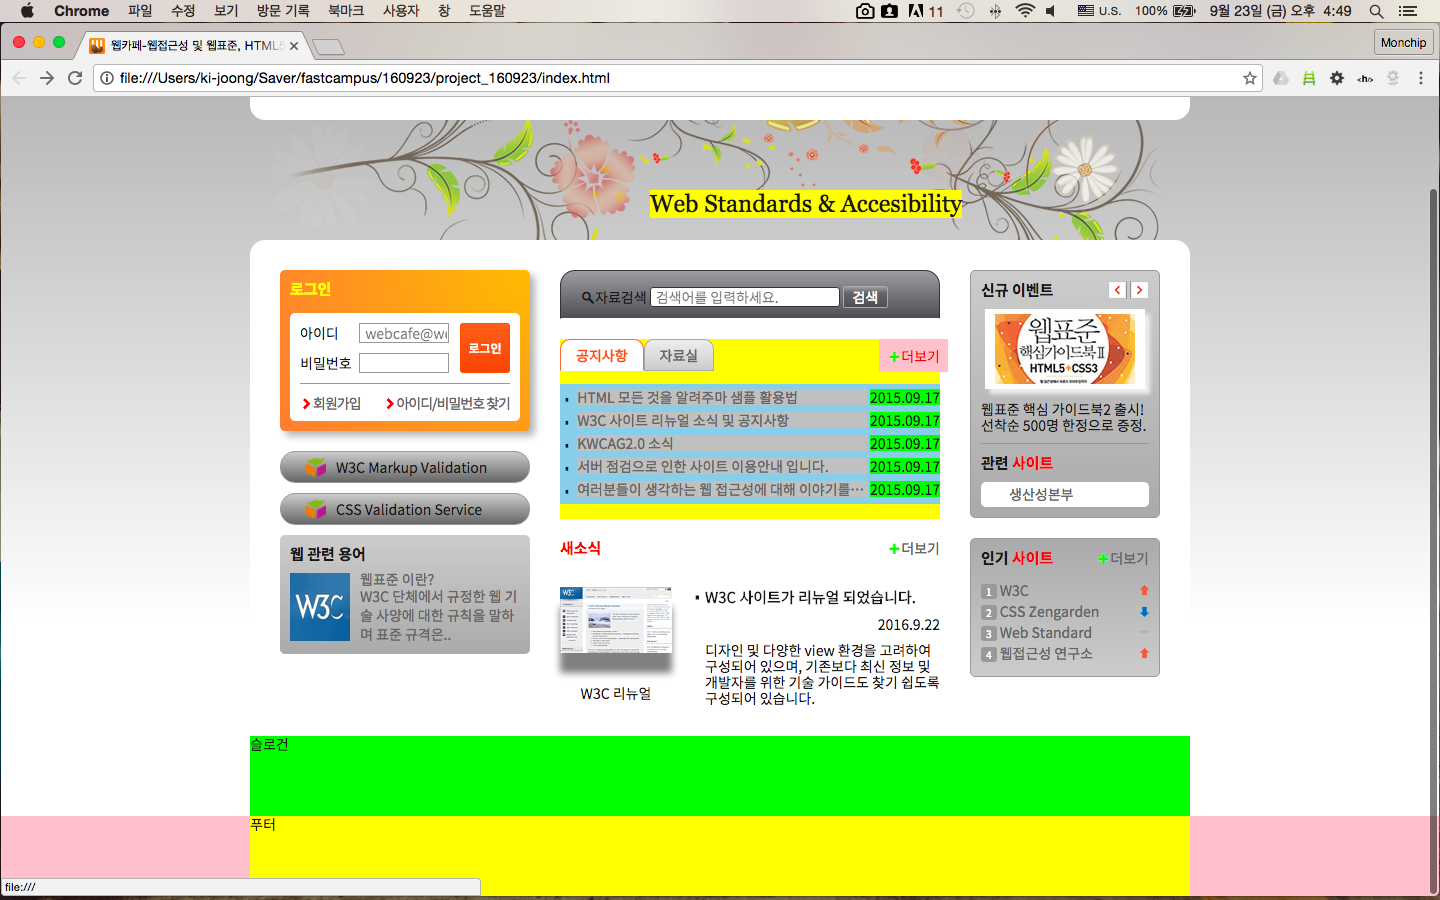 Chrome 파일 수정 보기 방문 기록 북마크 사용자 창 도움말 11 U.S. 100% 9월 23일 (금) 오후 4:49
웹카페-웹접근성 및 웹표준, HTML5
Monchip
file:///Users/ki-joong/Saver/fastcampus/160923/project_160923/index.html
Web Standards & Accesibility
로그인
아이디 webcafe@we
비밀번호
로그인
회원가입 아이디/비밀번호 찾기
W3C Markup Validation
CSS Validation Service
웹 관련 용어
W3C
웹표준 이란?
W3C 단체에서 규정한 웹 기
술 사양에 대한 규칙을 말하
며 표준 규격은..
자료검색 검색어를 입력하세요. 검색
공지사항 자료실 더보기
HTML 모든 것을 알려주마 샘플 활용법 2015.09.17
W3C 사이트 리뉴얼 소식 및 공지사항 2015.09.17
KWCAG2.0 소식 2015.09.17
서버 점검으로 인한 사이트 이용안내 입니다. 2015.09.17
여러분들이 생각하는 웹 접근성에 대해 이야기를… 2015.09.17
새소식 더보기
W3C
W3C 리뉴얼
W3C 사이트가 리뉴얼 되었습니다.
2016.9.22
디자인 및 다양한 view 환경을 고려하여
구성되어 있으며, 기존보다 최신 정보 및
개발자를 위한 기술 가이드도 찾기 쉽도록
구성되어 있습니다.
신규 이벤트
웹표준
핵심가이드북II
HTML5+CSS3
웹표준 핵심 가이드북2 출시!
선착순 500명 한정으로 증정.
관련 사이트
생산성본부
인기 사이트 더보기
1 W3C
2 CSS Zengarden
3 Web Standard
4 웹접근성 연구소
슬로건
푸터
file:///